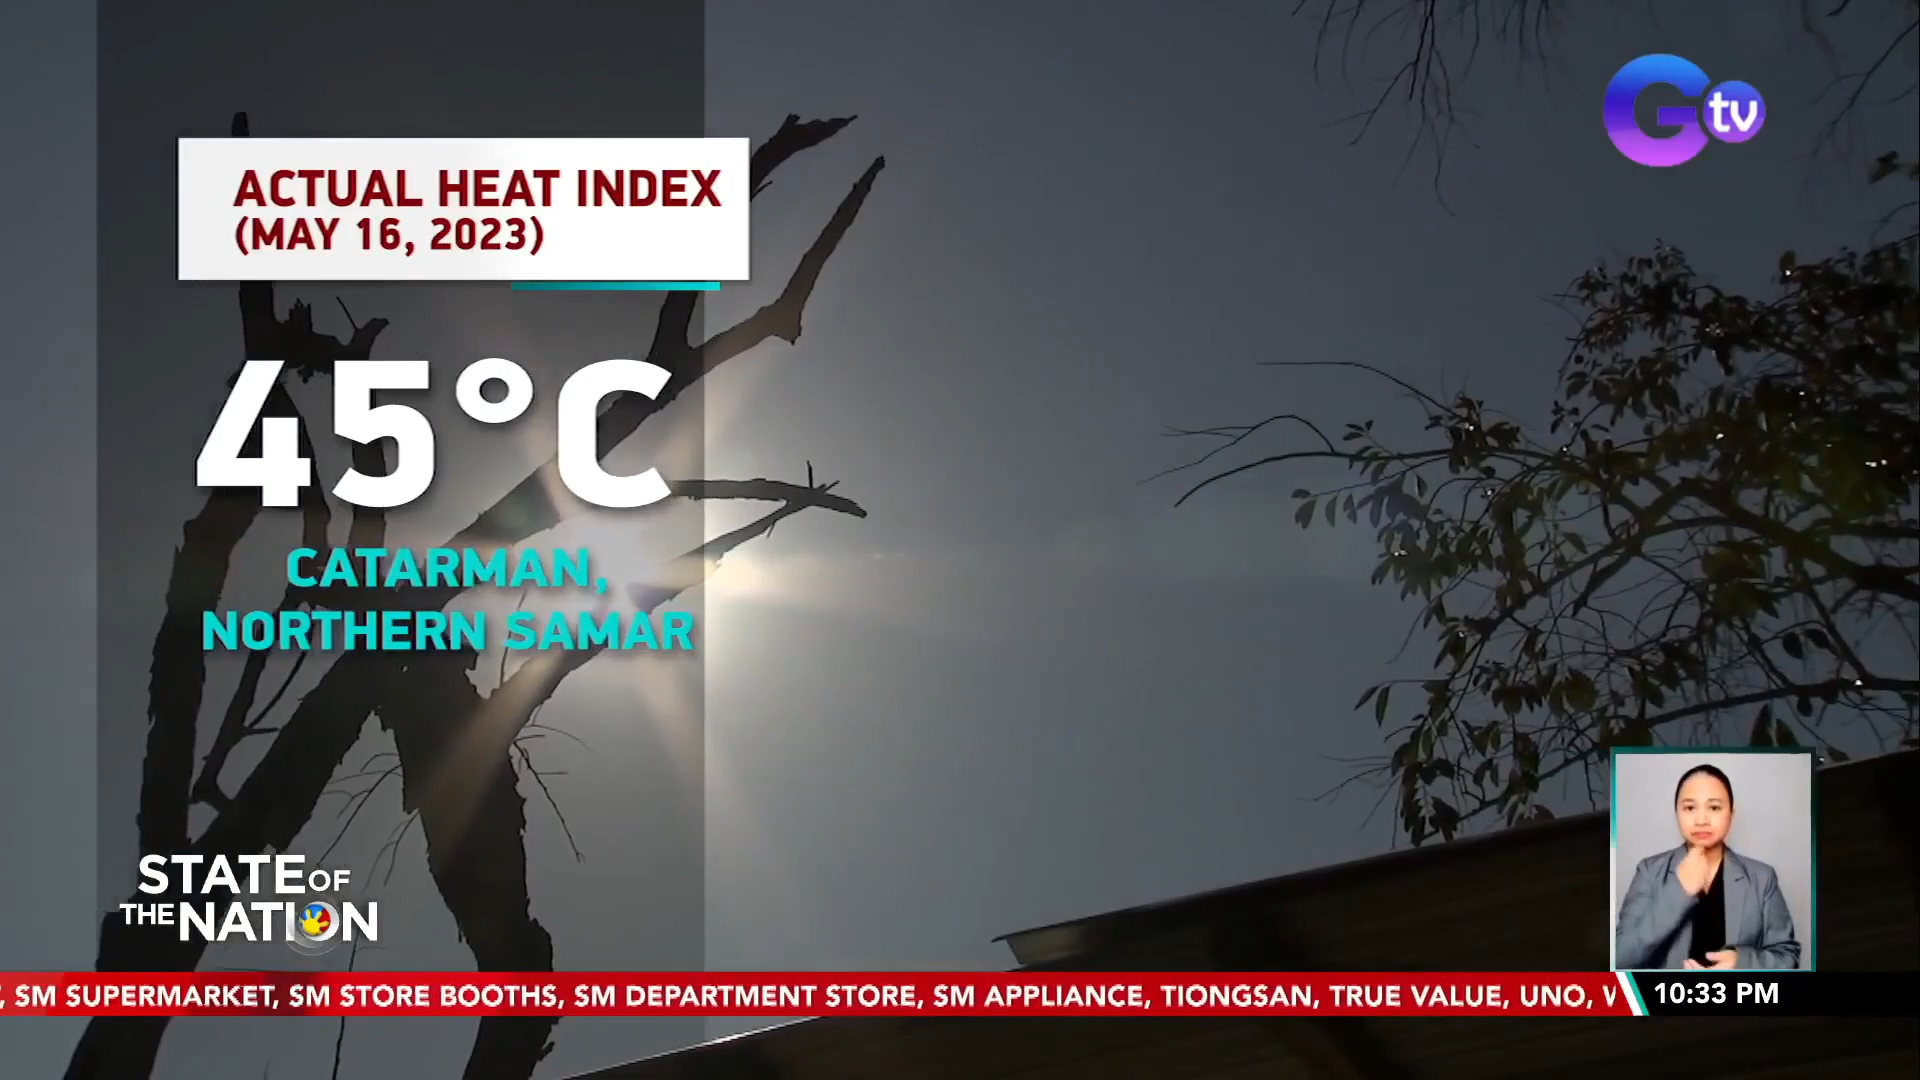 Gtv
ACTUAL HEAT INDEX
(MAY 16, 2023)
45°C
CATARMAN,
NORTHERN SAMAR
STATE OF
THE NATION
, SM SUPERMARKET, SM STORE BOOTHS, SM DEPARTMENT STORE, SM APPLIANCE, TIONGSAN, TRUE VALUE, UNO,
10:33 PM